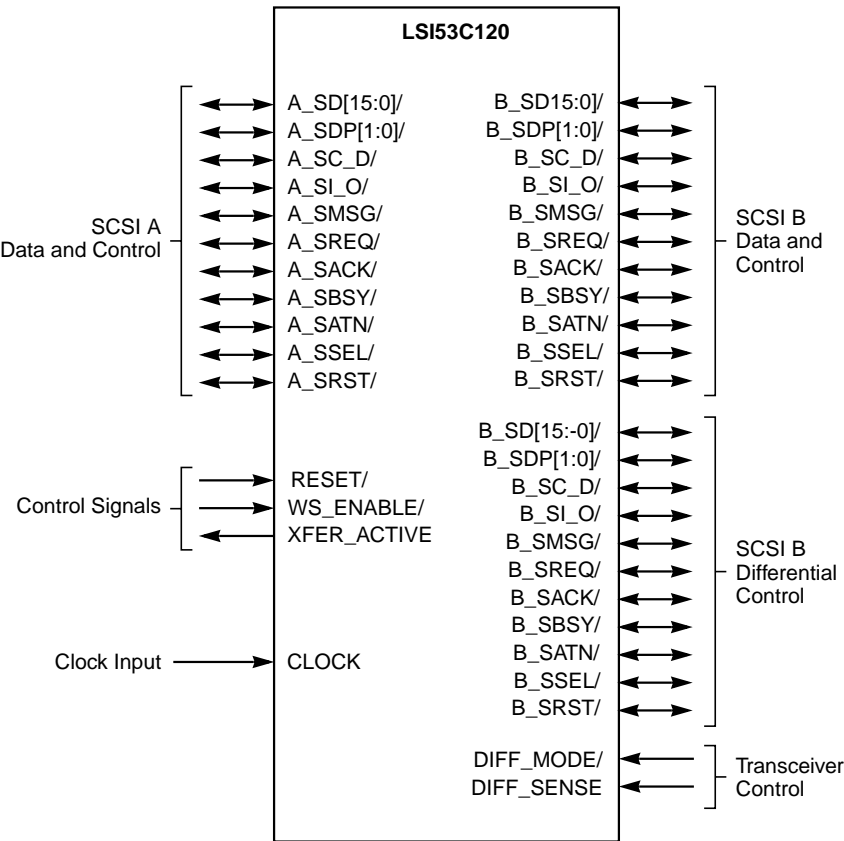 LSI53C120
A_SD[15:0]/
A_SDP[1:0]/
A_SC_D/
A_SI_O/
A_SMSG/
A_SREQ/
A_SACK/
A_SBSY/
A_SATN/
A_SSEL/
A_SRST/
SCSI A
Data and Control
RESET/
WS_ENABLE/
XFER_ACTIVE
Control Signals
Clock Input
CLOCK
B_SD15:0]/
B_SDP[1:0]/
B_SC_D/
B_SI_O/
B_SMSG/
B_SREQ/
B_SACK/
B_SBSY/
B_SATN/
B_SSEL/
B_SRST/
SCSI B
Data and
Control
B_SD[15:-0]/
B_SDP[1:0]/
B_SC_D/
B_SI_O/
B_SMSG/
B_SREQ/
B_SACK/
B_SBSY/
B_SATN/
B_SSEL/
B_SRST/
SCSI B
Differential
Control
DIFF_MODE/
DIFF_SENSE
Transceiver
Control